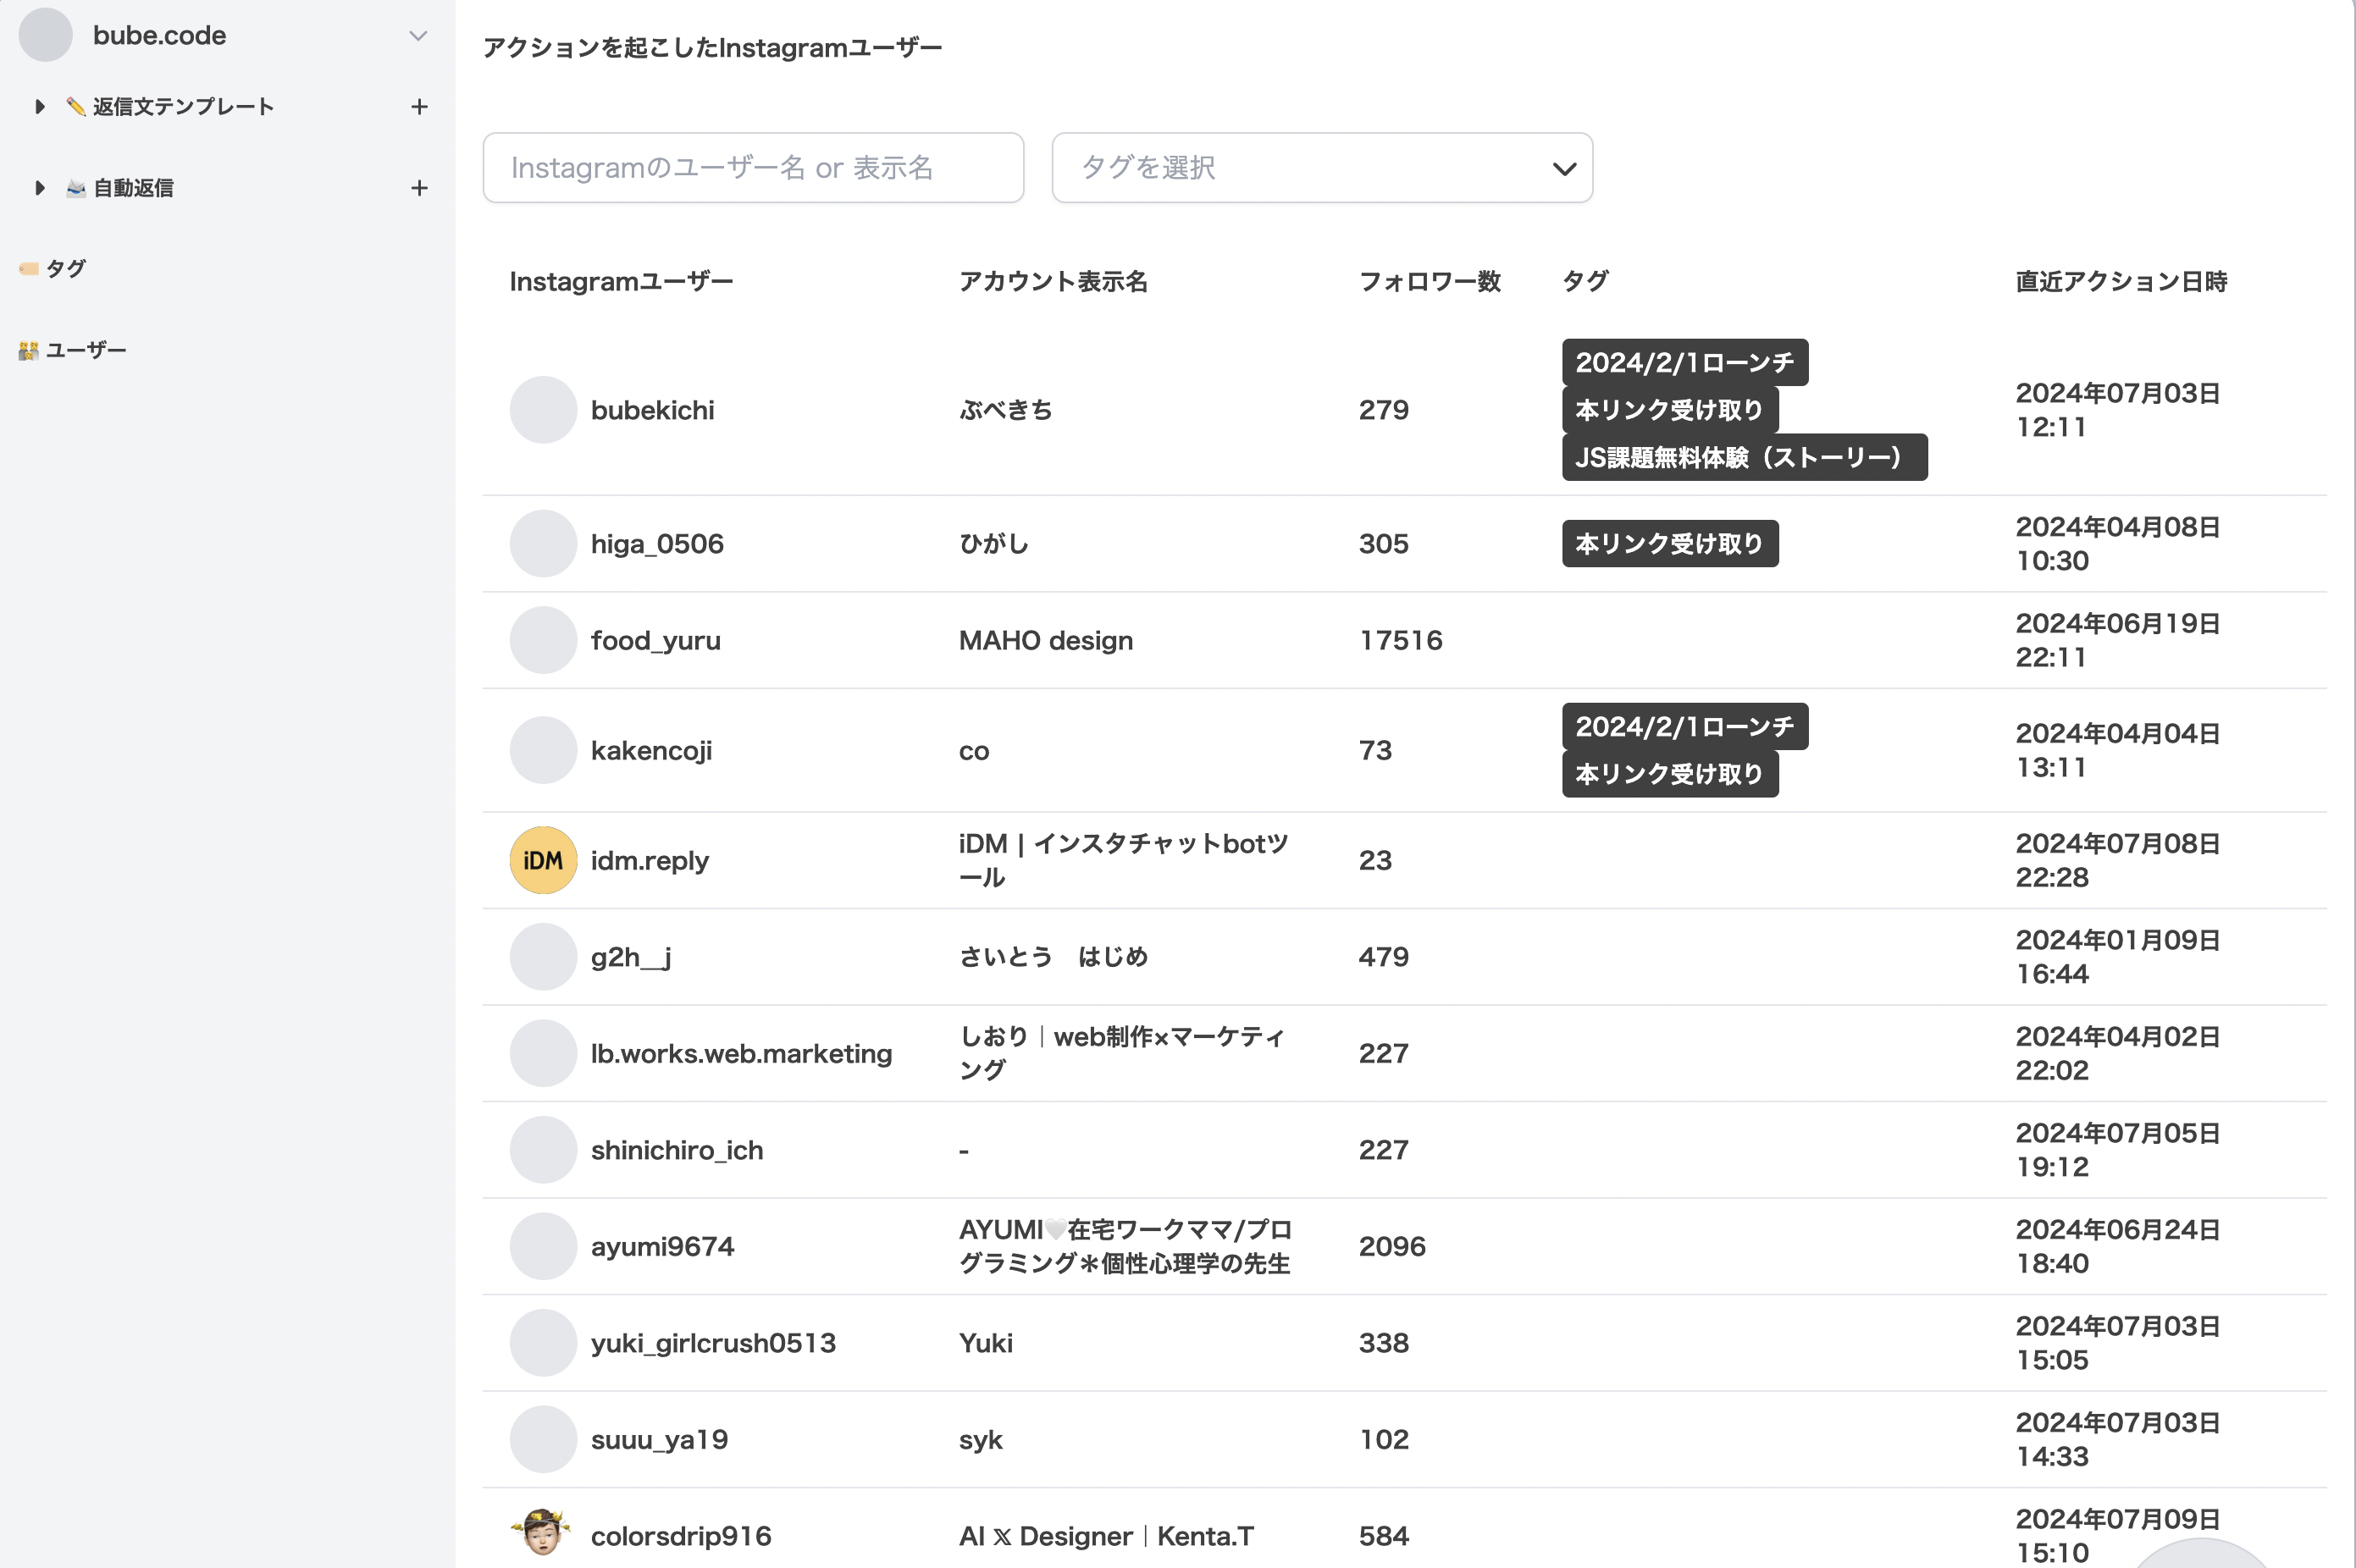 bube.code
返信文テンプレート
自動返信
タグ
ユーザー
アクションを起こしたInstagramユーザー
Instagramのユーザー名 or 表示名
タグを選択
Instagramユーザー
アカウント表示名
フォロワー数
タグ
直近アクション日時
bubekichi
ぶべきち
279
2024/2/1ローンチ
本リンク受け取り
JS課題無料体験（ストーリー）
2024年07月03日
12:11
higa_0506
ひがし
305
本リンク受け取り
2024年04月08日
10:30
food_yuru
MAHO design
17516
2024年06月19日
22:11
kakencoji
co
73
2024/2/1ローンチ
本リンク受け取り
2024年04月04日
13:11
iDM
idm.reply
iDM | インスタチャットbotツ
ール
23
2024年07月08日
22:28
g2h__j
さいとう　はじめ
479
2024年01月09日
16:44
lb.works.web.marketing
しおり｜web制作×マーケティ
ング
227
2024年04月02日
22:02
shinichiro_ich
-
227
2024年07月05日
19:12
ayumi9674
AYUMI🤍在宅ワークママ/プロ
グラミング＊個性心理学の先生
2096
2024年06月24日
18:40
yuki_girlcrush0513
Yuki
338
2024年07月03日
15:05
suuu_ya19
syk
102
2024年07月03日
14:33
colorsdrip916
AI 𝕏 Designer｜Kenta.T
584
2024年07月09日
15:10